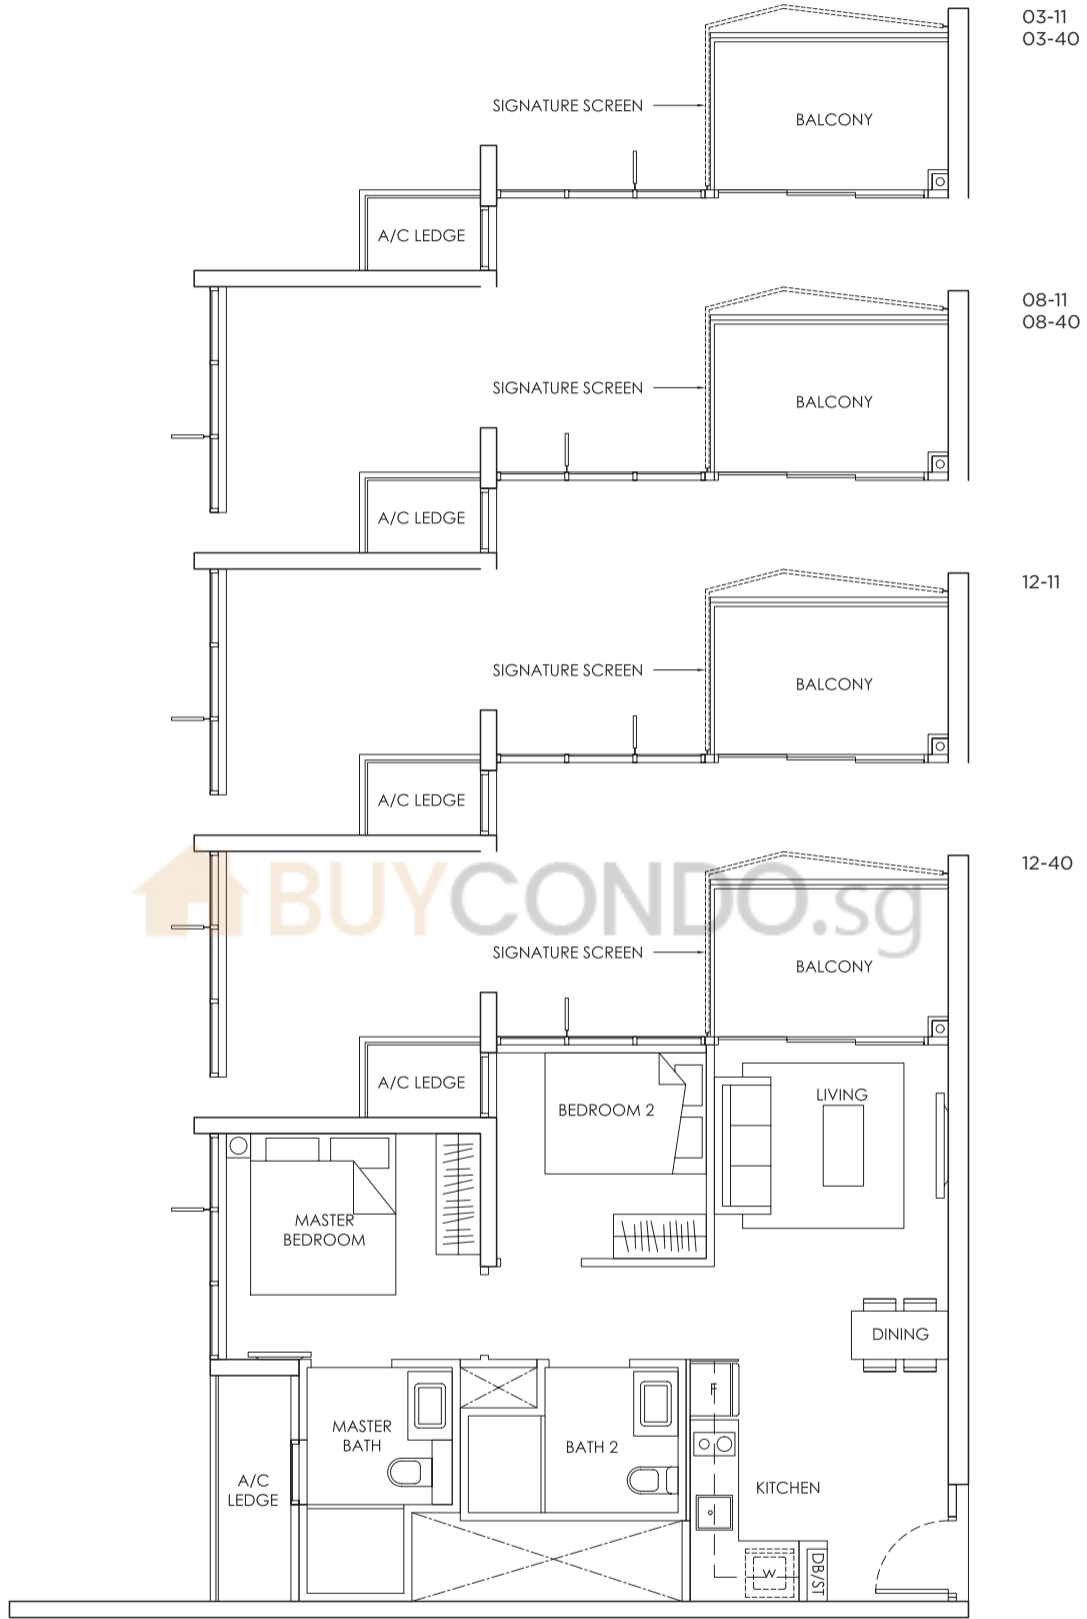 03-11
03-40
SIGNATURE SCREEN
BALCONY
A/C LEDGE
08-11
08-40
SIGNATURE SCREEN
BALCONY
A/C LEDGE
12-11
SIGNATURE SCREEN
BALCONY
A/C LEDGE
12-40
BUYCONDO.sg
SIGNATURE SCREEN
BALCONY
A/C LEDGE
BEDROOM 2
LIVING
MASTER
BEDROOM
DINING
F
MASTER
BATH
BATH 2
A/C
LEDGE
KITCHEN
W
DB/ST